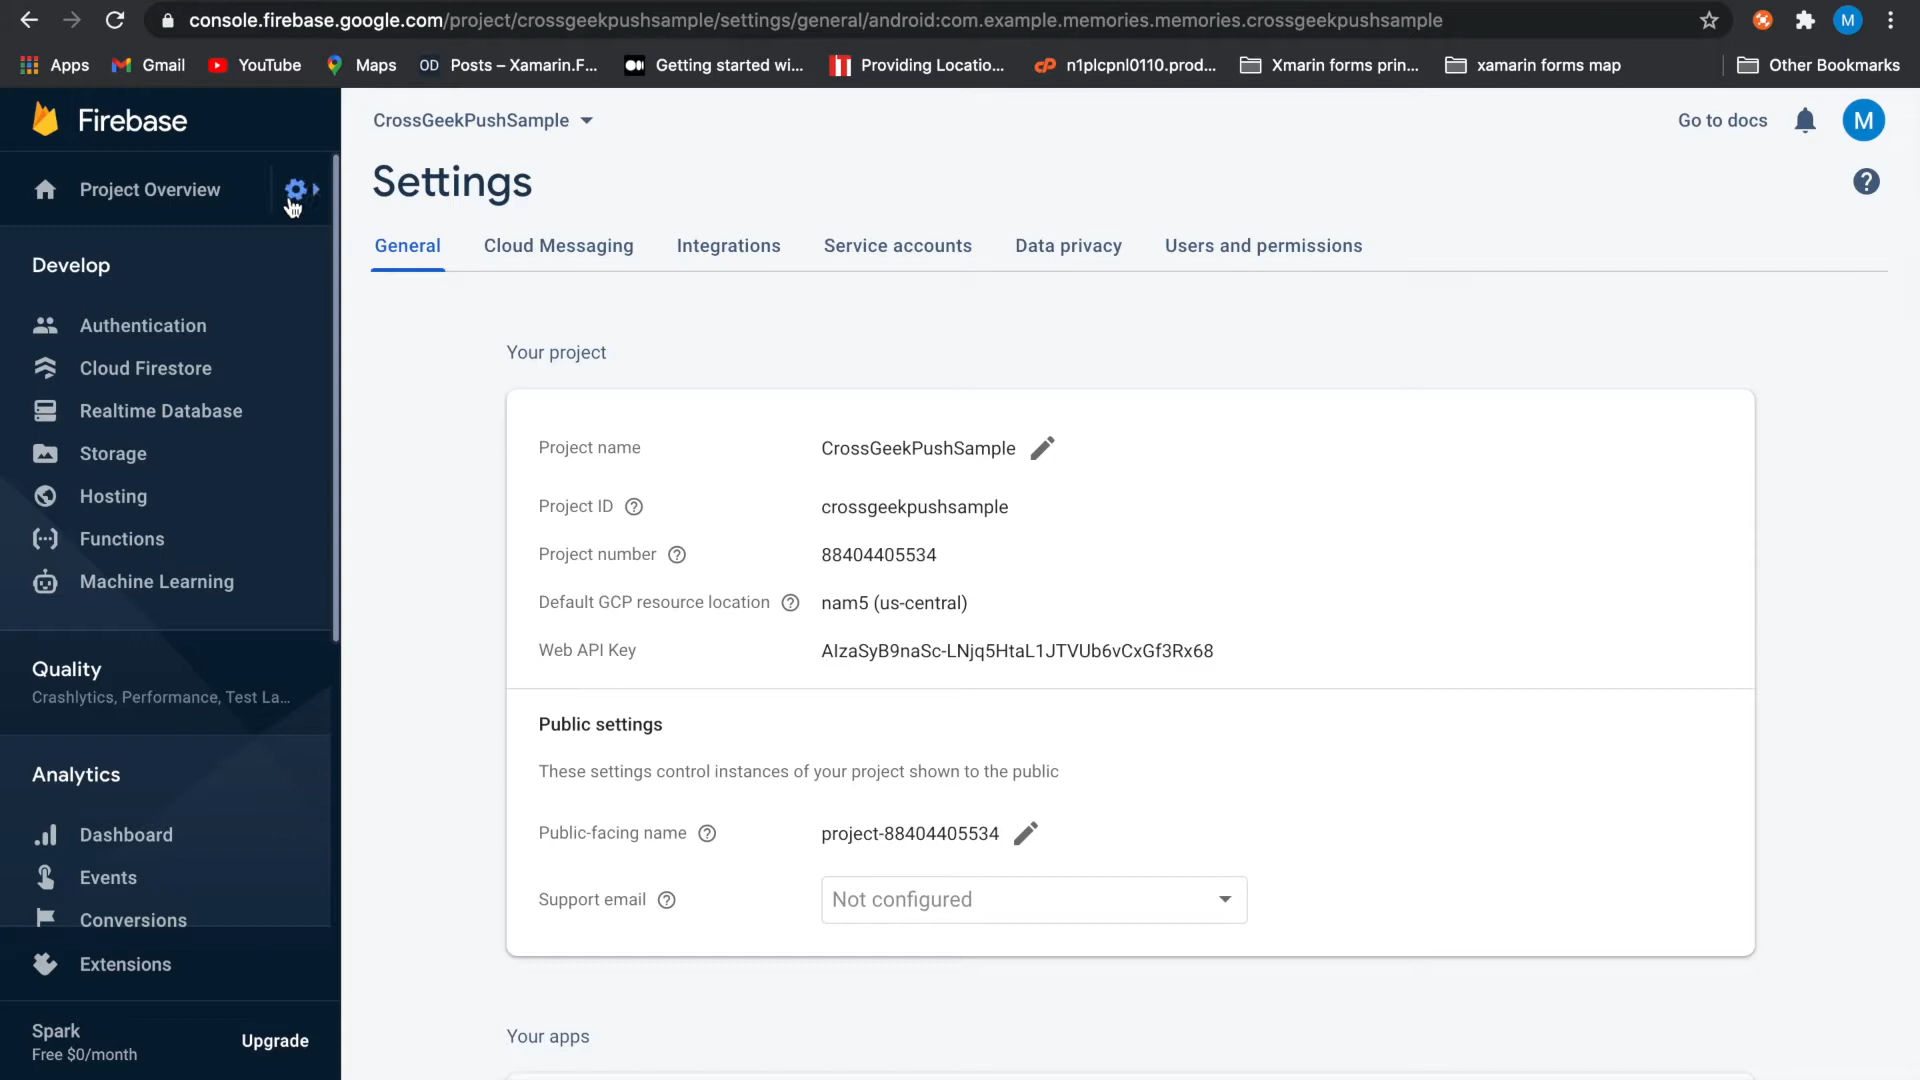 console.firebase.google.com/project/crossgeekpushsample/settings/general/android:com.example.memories.memories.crossgeekpushsample
M
Apps
Gmail
YouTube
Maps
OD Posts – Xamarin.F...
Getting started wi...
Providing Locatio...
cP n1plcpnl0110.prod...
Xmarin forms prin...
xamarin forms map
Other Bookmarks
Firebase
Project Overview
Develop
Authentication
Cloud Firestore
Realtime Database
Storage
Hosting
Functions
Machine Learning
Quality
Crashlytics, Performance, Test La...
Analytics
Dashboard
Events
Conversions
Extensions
Spark
Free $0/month
Upgrade
CrossGeekPushSample
Go to docs
M
Settings
?
General
Cloud Messaging
Integrations
Service accounts
Data privacy
Users and permissions
Your project
Project name
CrossGeekPushSample
Project ID ?
crossgeekpushsample
Project number ?
88404405534
Default GCP resource location ?
nam5 (us-central)
Web API Key
AIzaSyB9naSc-LNjq5HtaL1JTVUb6vCxGf3Rx68
Public settings
These settings control instances of your project shown to the public
Public-facing name ?
project-88404405534
Support email ?
Not configured
Your apps